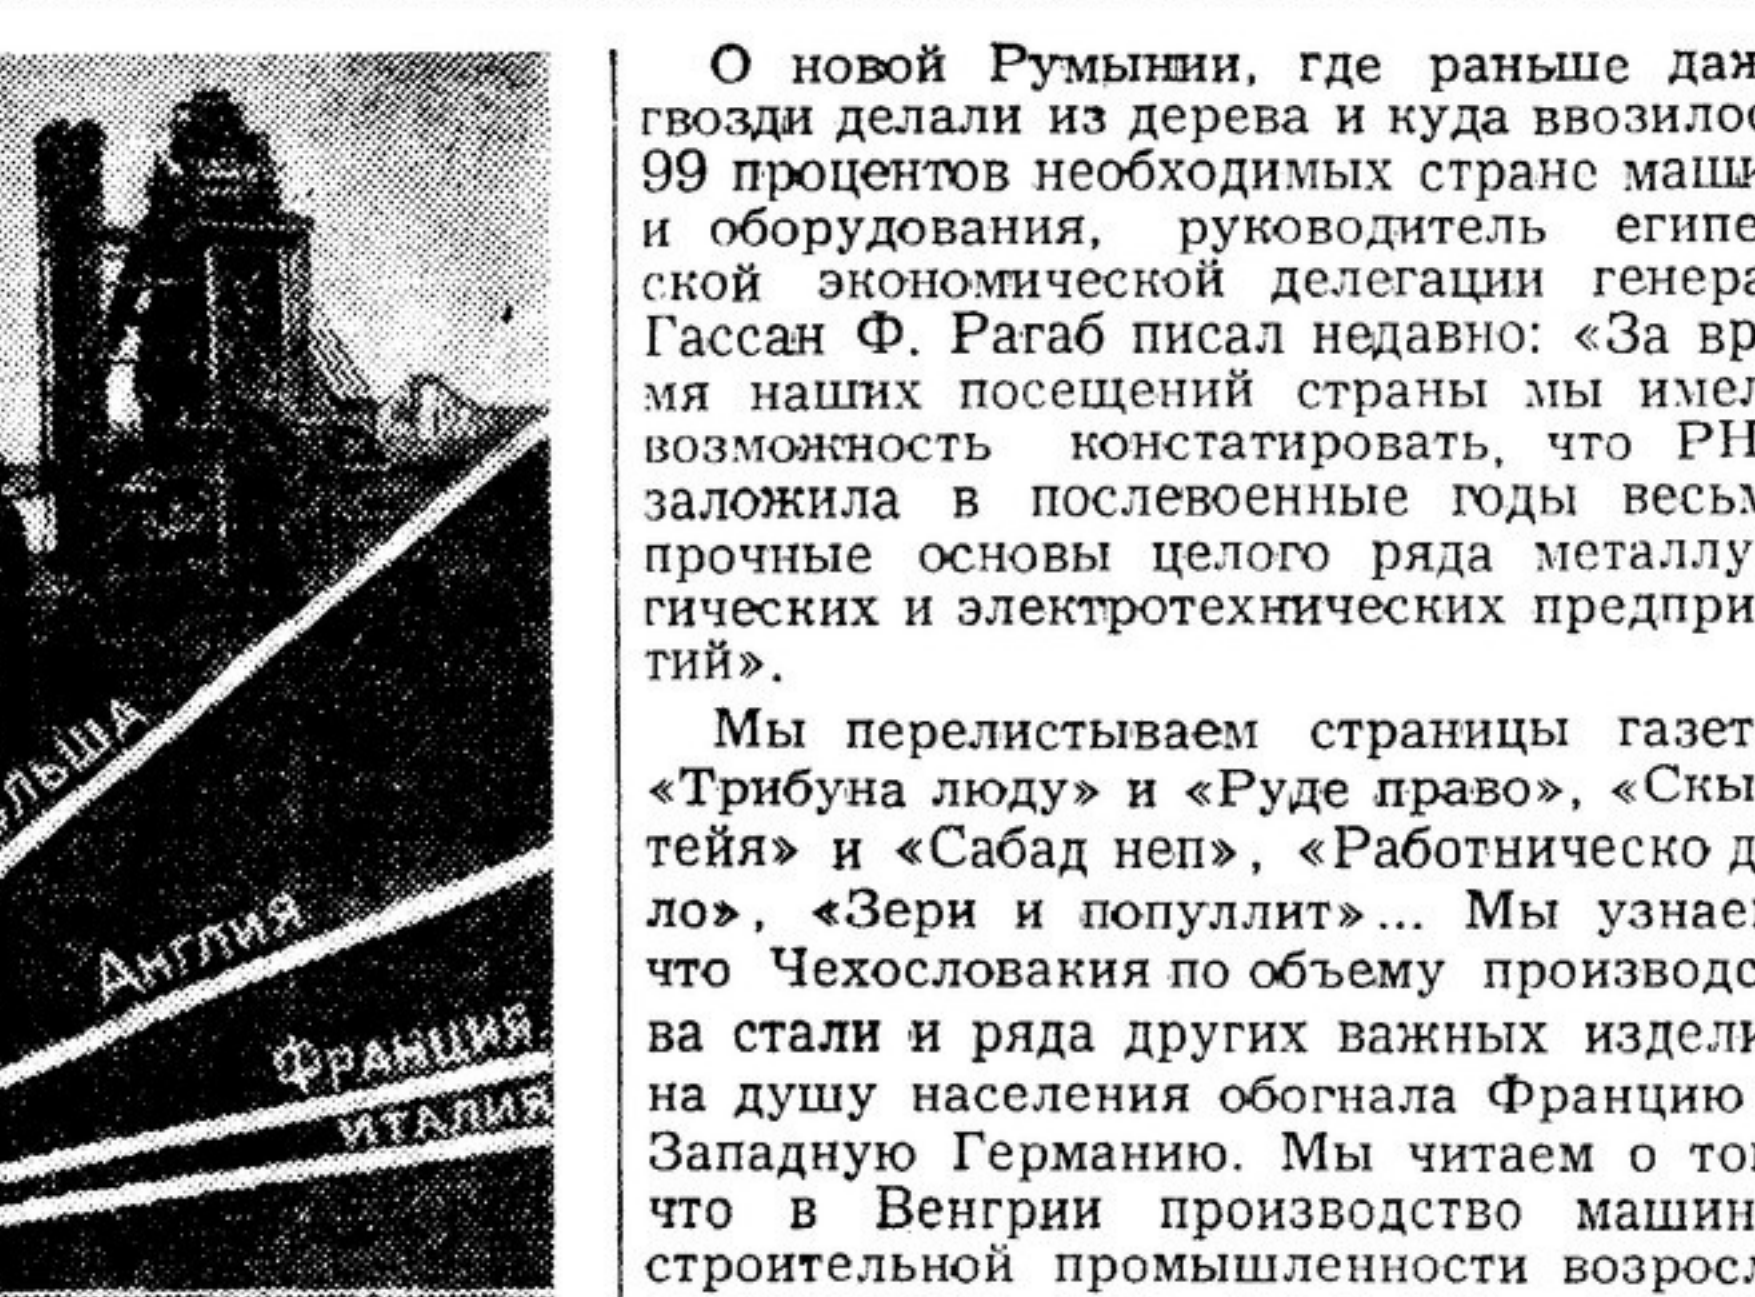 ОЛЬША
Англия
Франция
Италия
О новой Румынии, где раньше даж
гвозди делали из дерева и куда ввозилос
99 процентов необходимых стране маши
и оборудования, руководитель египе
ской экономической делегации генера
Гассан Ф. Рагаб писал недавно: «За вр
мя наших посещений страны мы имел
возможность констатировать, что РН
заложила в послевоенные годы весьм
прочные основы целого ряда металлу
гических и электротехнических предпри
тий».
Мы перелистываем страницы газет
«Трибуна люду» и «Руде право», «Скы
тейя» и «Сабад неп», «Работническо д
ло», «Зери и популлит»... Мы узнае
что Чехословакия по объему производс
ва стали и ряда других важных издели
на душу населения обогнала Францию
Западную Германию. Мы читаем о то
что в Венгрии производство машин
строительной промышленности возросл